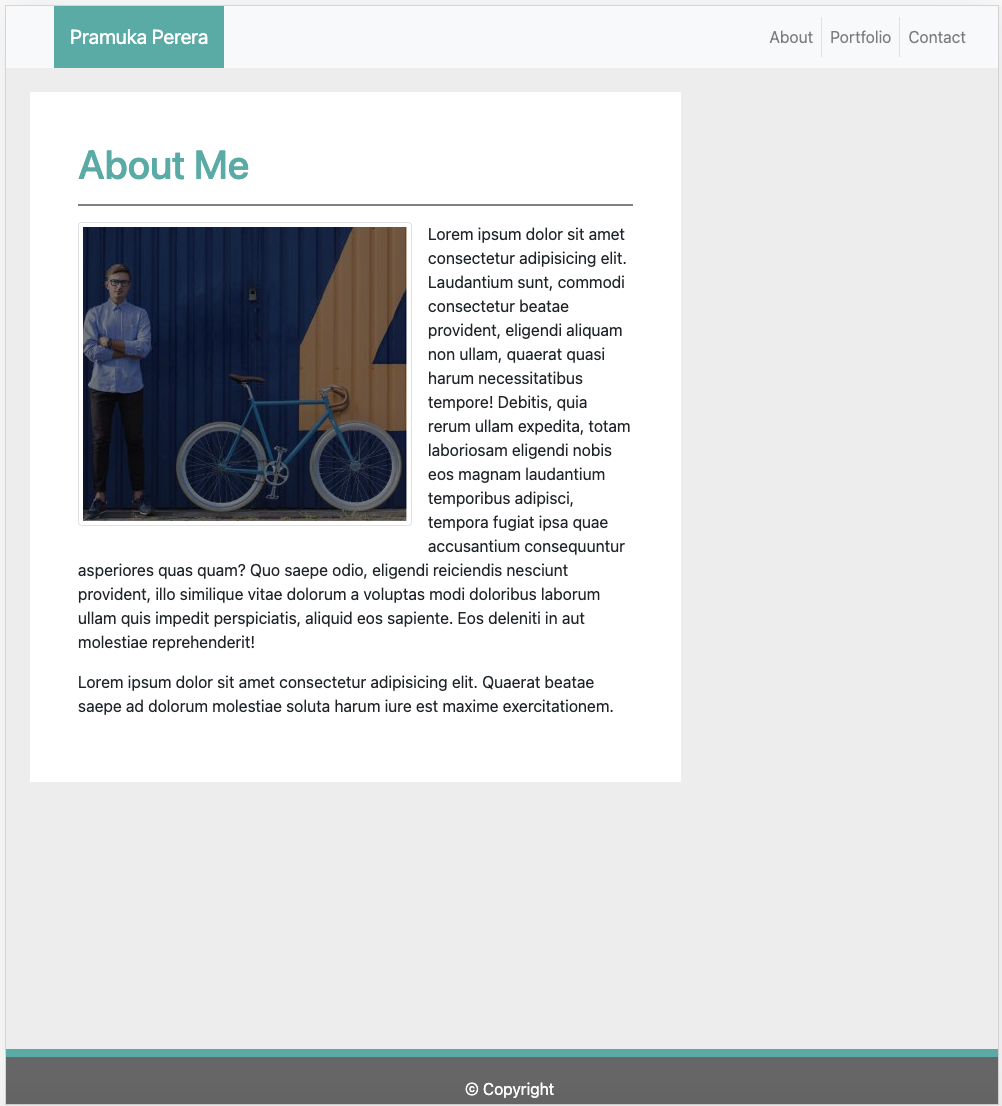 Pramuka Perera
About
Portfolio
Contact
About Me
Lorem ipsum dolor sit amet
consectetur adipisicing elit.
Laudantium sunt, commodi
consectetur beatae
provident, eligendi aliquam
non ullam, quaerat quasi
harum necessitatibus
tempore! Debitis, quia
rerum ullam expedita, totam
laboriosam eligendi nobis
eos magnam laudantium
temporibus adipisci,
tempora fugiat ipsa quae
accusantium consequuntur
asperiores quas quam? Quo saepe odio, eligendi reiciendis nesciunt
provident, illo similique vitae dolorum a voluptas modi doloribus laborum
ullam quis impedit perspiciatis, aliquid eos sapiente. Eos deleniti in aut
molestiae reprehenderit!
Lorem ipsum dolor sit amet consectetur adipisicing elit. Quaerat beatae
saepe ad dolorum molestiae soluta harum iure est maxime exercitationem.
© Copyright